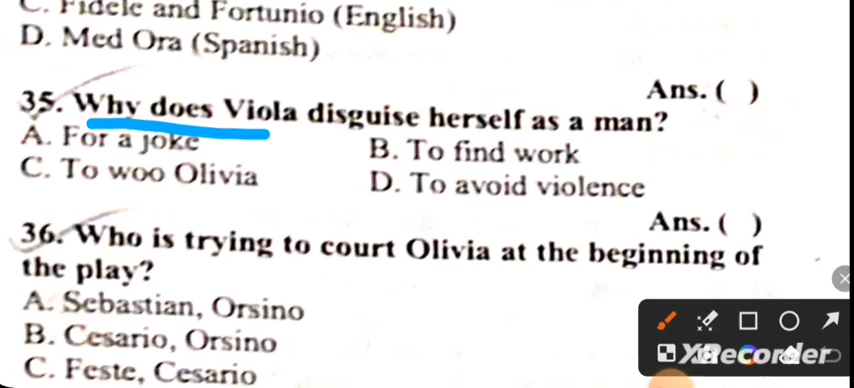 C. Fidele and Fortunio (English)
D. Med Ora (Spanish)
Ans. ( )
35. Why does Viola disguise herself as a man?
A. For a joke
B. To find work
C. To woo Olivia
D. To avoid violence
Ans. ( )
36. Who is trying to court Olivia at the beginning of
the play?
A. Sebastian, Orsino
B. Cesario, Orsino
C. Feste, Cesario
XRecorder